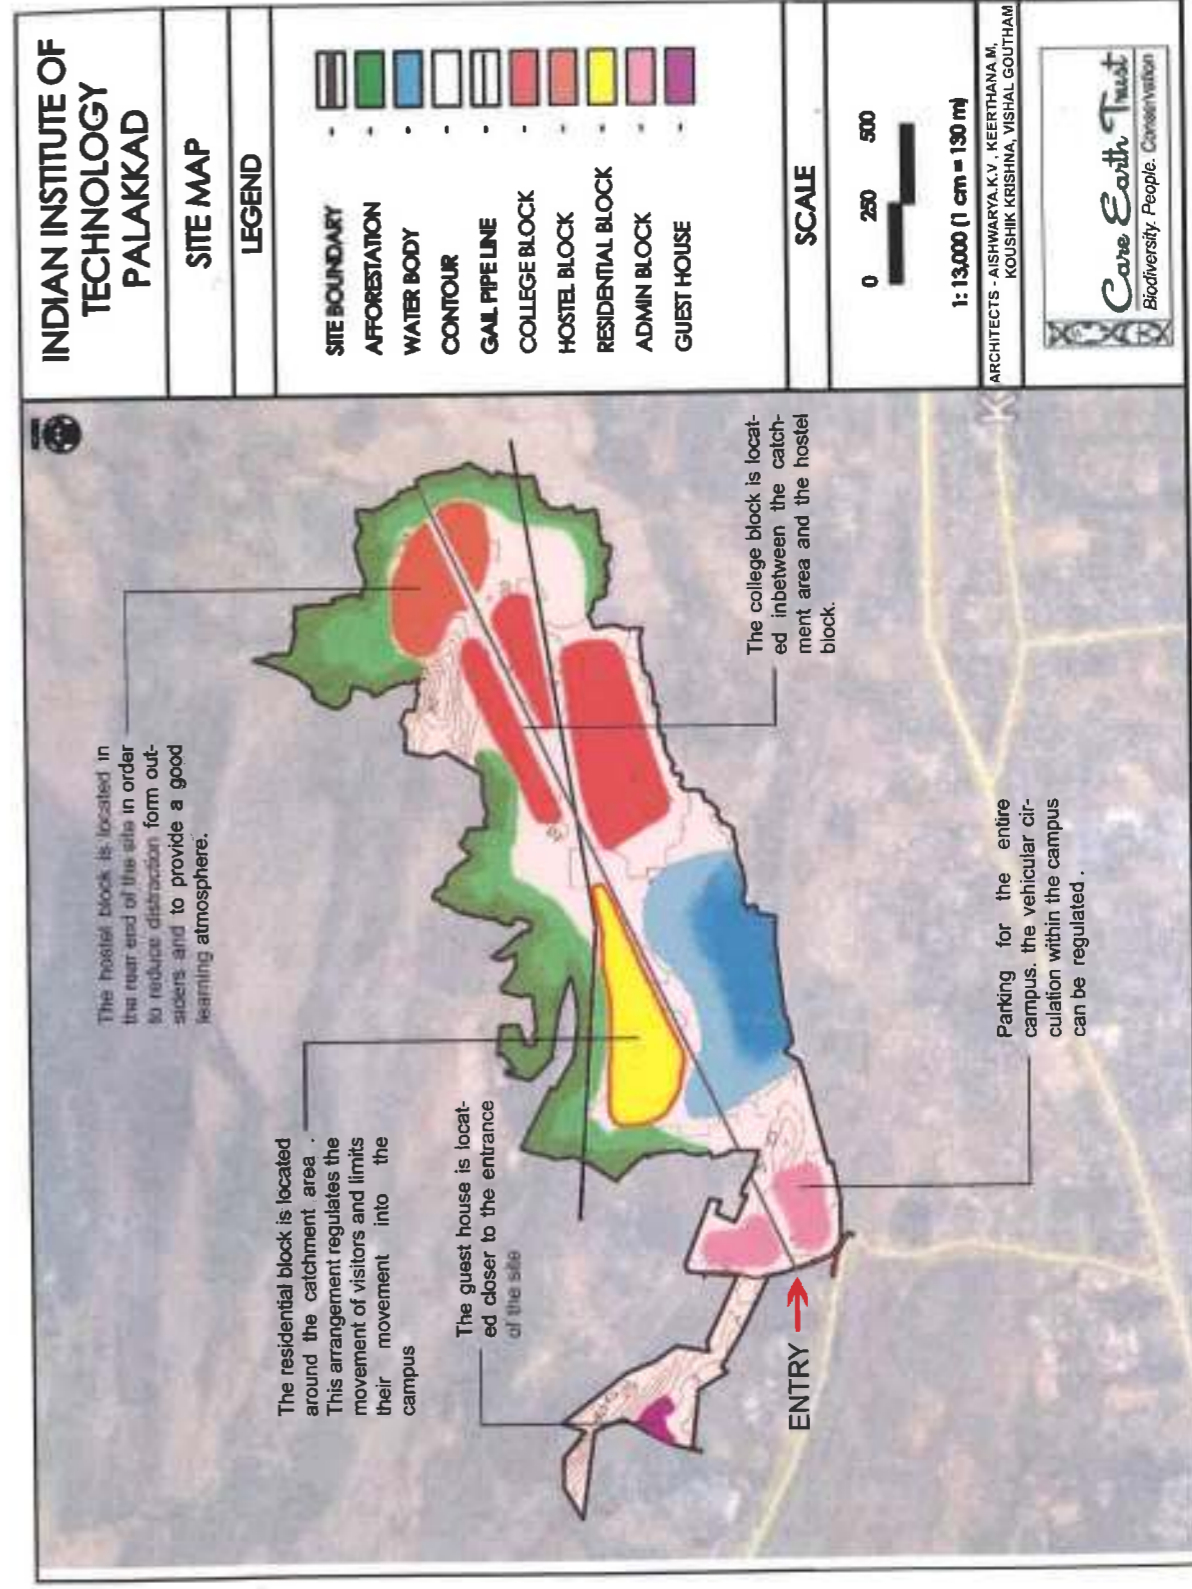 INDIAN INSTITUTE OF
TECHNOLOGY
PALAKKAD
SITE MAP
LEGEND
SITE BOUNDARY -
AFFORESTATION -
WATER BODY -
CONTOUR -
GAIL PIPE LINE -
COLLEGE BLOCK -
HOSTEL BLOCK -
RESIDENTIAL BLOCK -
ADMIN BLOCK -
GUEST HOUSE -
SCALE
0 250 500
1: 13,000 (1 cm = 130 m)
ARCHITECTS - AISHWARYA.K.V , KEERTHANA.M,
KOUSHIK KRISHNA, VISHAL GOUTHAM
Care Earth Trust
Biodiversity. People. Conservation
The hostel block is located in
the rear end of the site in order
to reduce distraction form out-
siders and to provide a good
learning atmosphere.
The residential block is located
around the catchment area .
This arrangement regulates the
movement of visitors and limits
their movement into the
campus
The guest house is locat-
ed closer to the entrance
of the site
The college block is locat-
ed inbetween the catch-
ment area and the hostel
block.
Parking for the entire
campus. the vehicular cir-
culation within the campus
can be regulated .
ENTRY
K